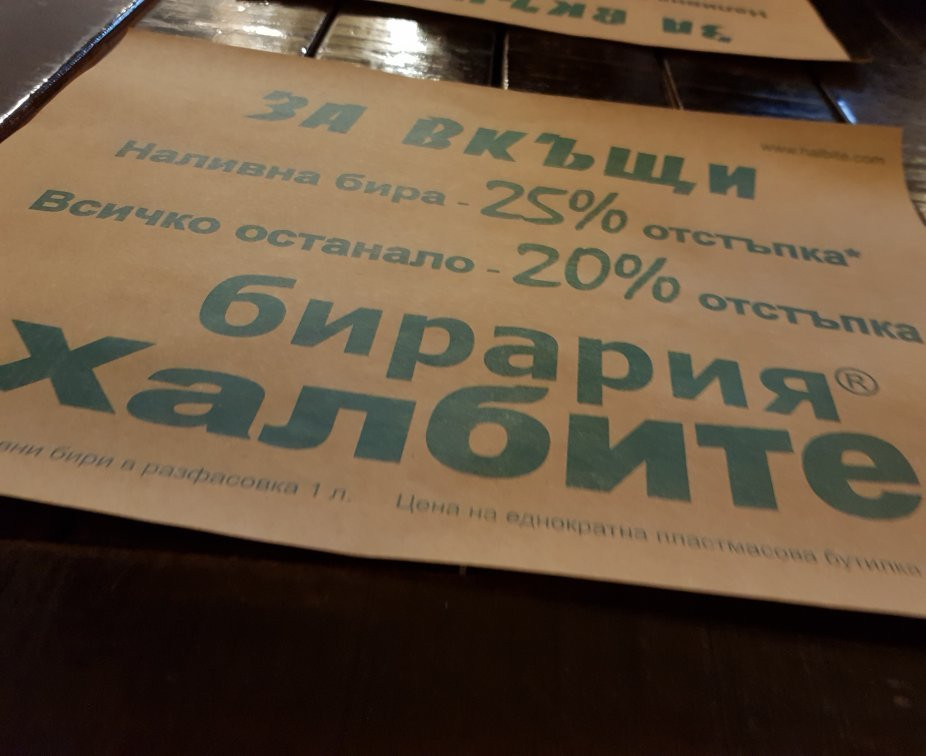 ЗА ВКЪЩИ
www.halbite.com
Наливна бира - 25% отстъпка*
Всичко останало - 20% отстъпка
бирария®
Халбите
бири в разфасовка 1 л. Цена на еднократна пластмасова бутилка